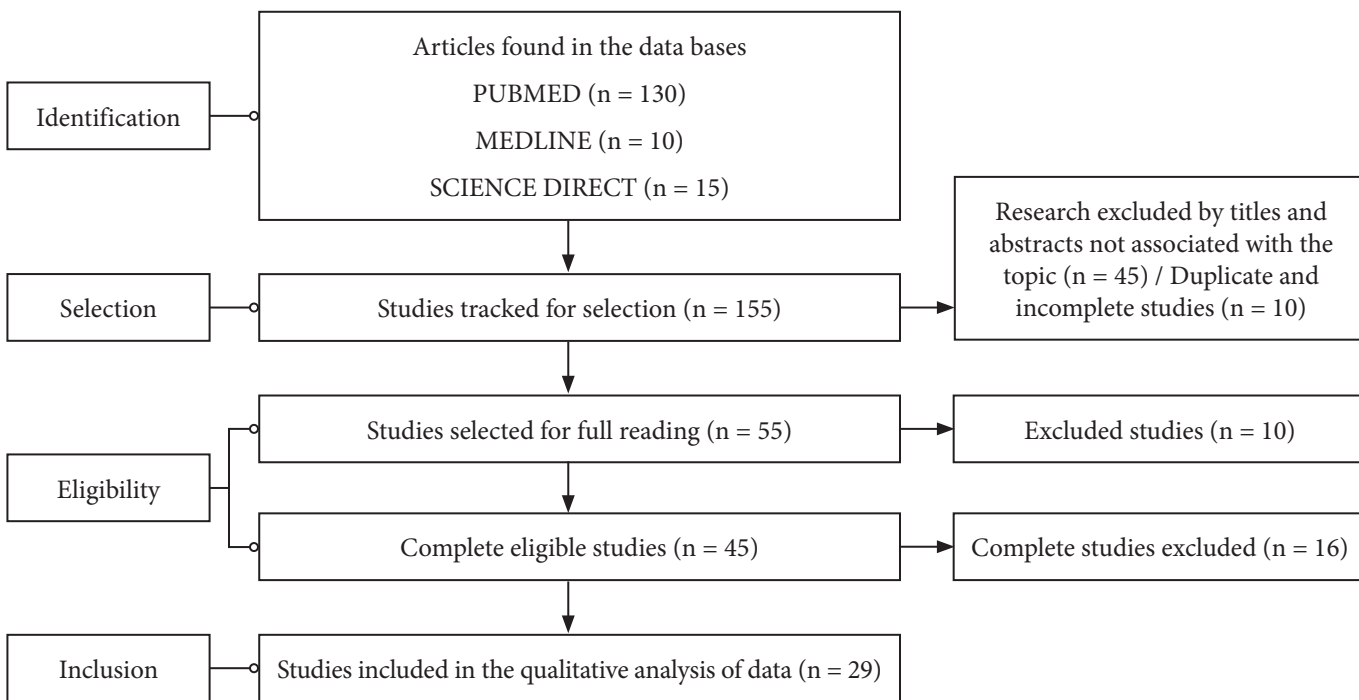 Identification
Articles found in the data bases
PUBMED (n = 130)
MEDLINE (n = 10)
SCIENCE DIRECT (n = 15)
Selection
Studies tracked for selection (n = 155)
Research excluded by titles and
abstracts not associated with the
topic (n = 45) / Duplicate and
incomplete studies (n = 10)
Eligibility
Studies selected for full reading (n = 55)
Excluded studies (n = 10)
Complete eligible studies (n = 45)
Complete studies excluded (n = 16)
Inclusion
Studies included in the qualitative analysis of data (n = 29)